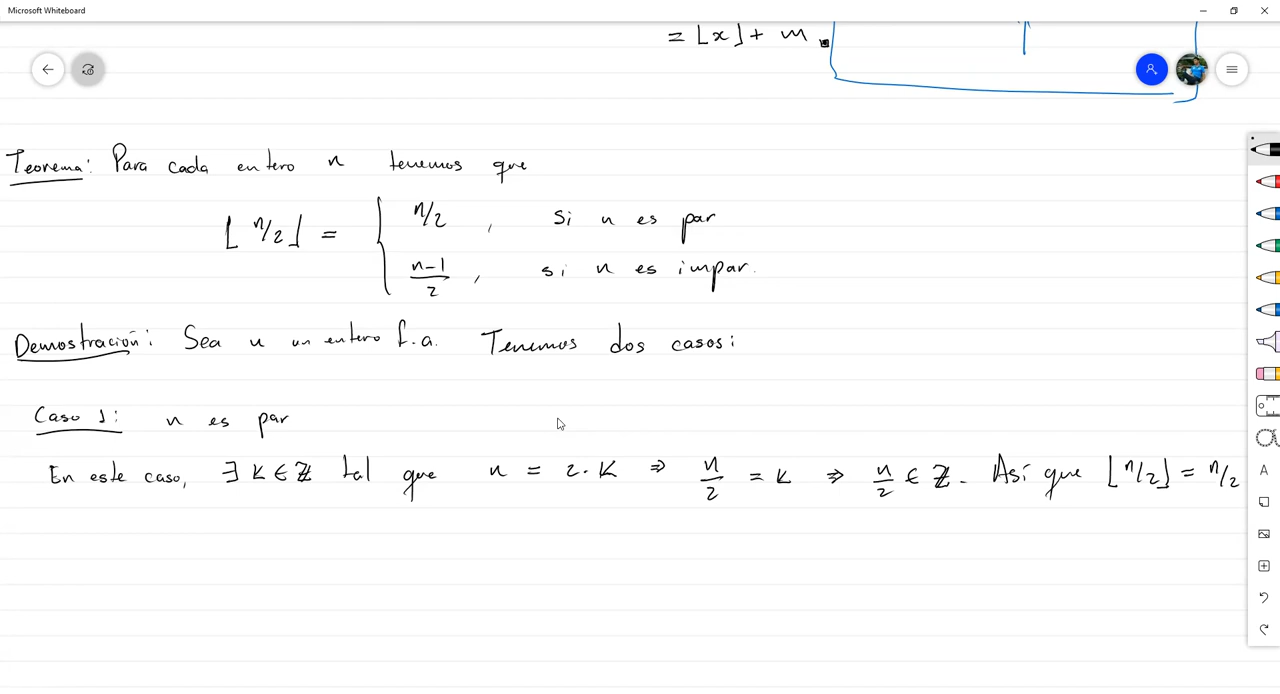 Microsoft Whiteboard
= ⌊x⌋ + m.
Teorema: Para cada entero n tenemos que
⌊n/2⌋ = { n/2 , si n es par
n-1/2 , si n es impar.
Demostración: Sea n un entero f.a. Tenemos dos casos:
Caso 1: n es par
En este caso, ∃ K ∈ ℤ tal que n = 2·K ⇒ n/2 = K ⇒ n/2 ∈ ℤ. Así que ⌊n/2⌋ = n/2
A